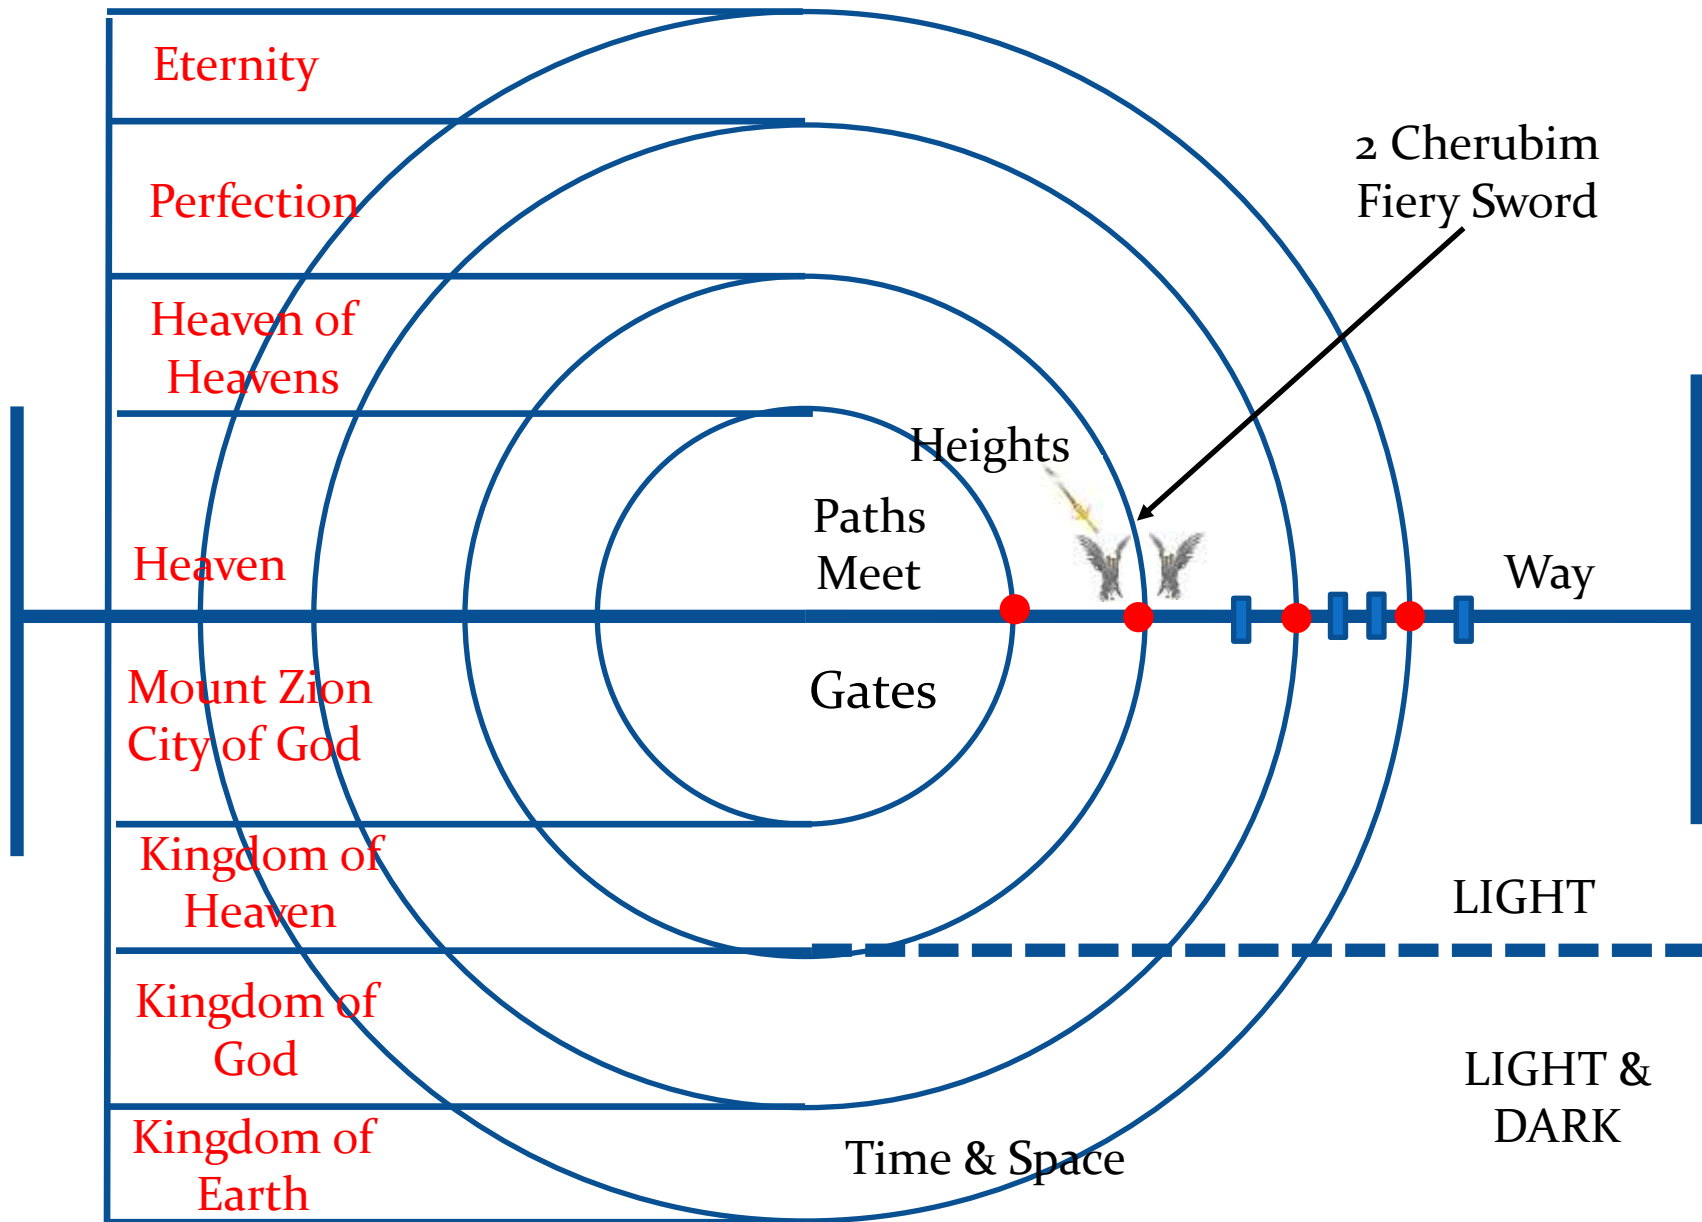 Eternity
2 Cherubim
Fiery Sword
Perfection
Heaven of
Heavens
Heights
Paths
Meet
Heaven
Way
Mount Zion
City of God
Gates
Kingdom of
Heaven
LIGHT
Kingdom of
God
LIGHT &
DARK
Kingdom of
Earth
Time & Space